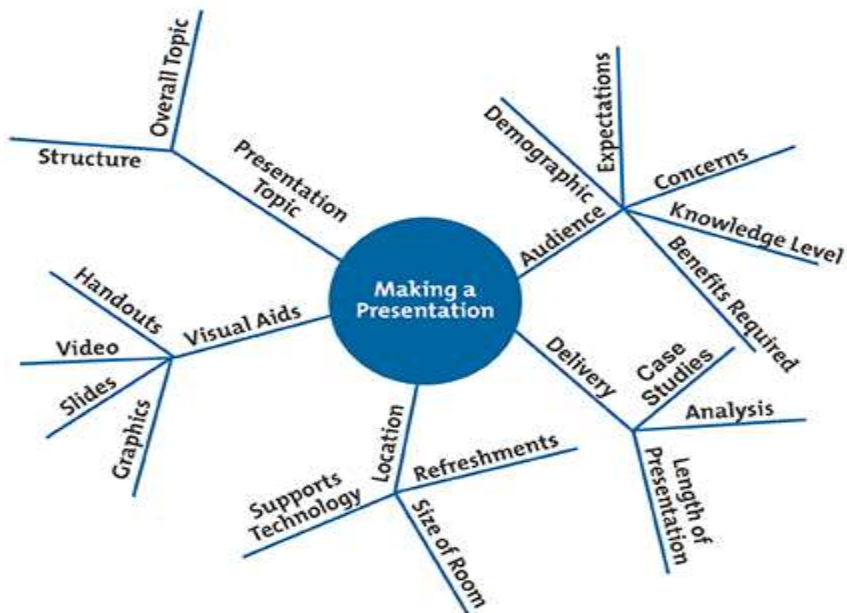 Making a
Presentation
Presentation
Topic
Overall Topic
Structure
Audience
Demographic
Expectations
Concerns
Knowledge Level
Benefits Required
Delivery
Case
Studies
Analysis
Length of
Presentation
Location
Refreshments
Size of Room
Supports
Technology
Visual Aids
Handouts
Video
Slides
Graphics